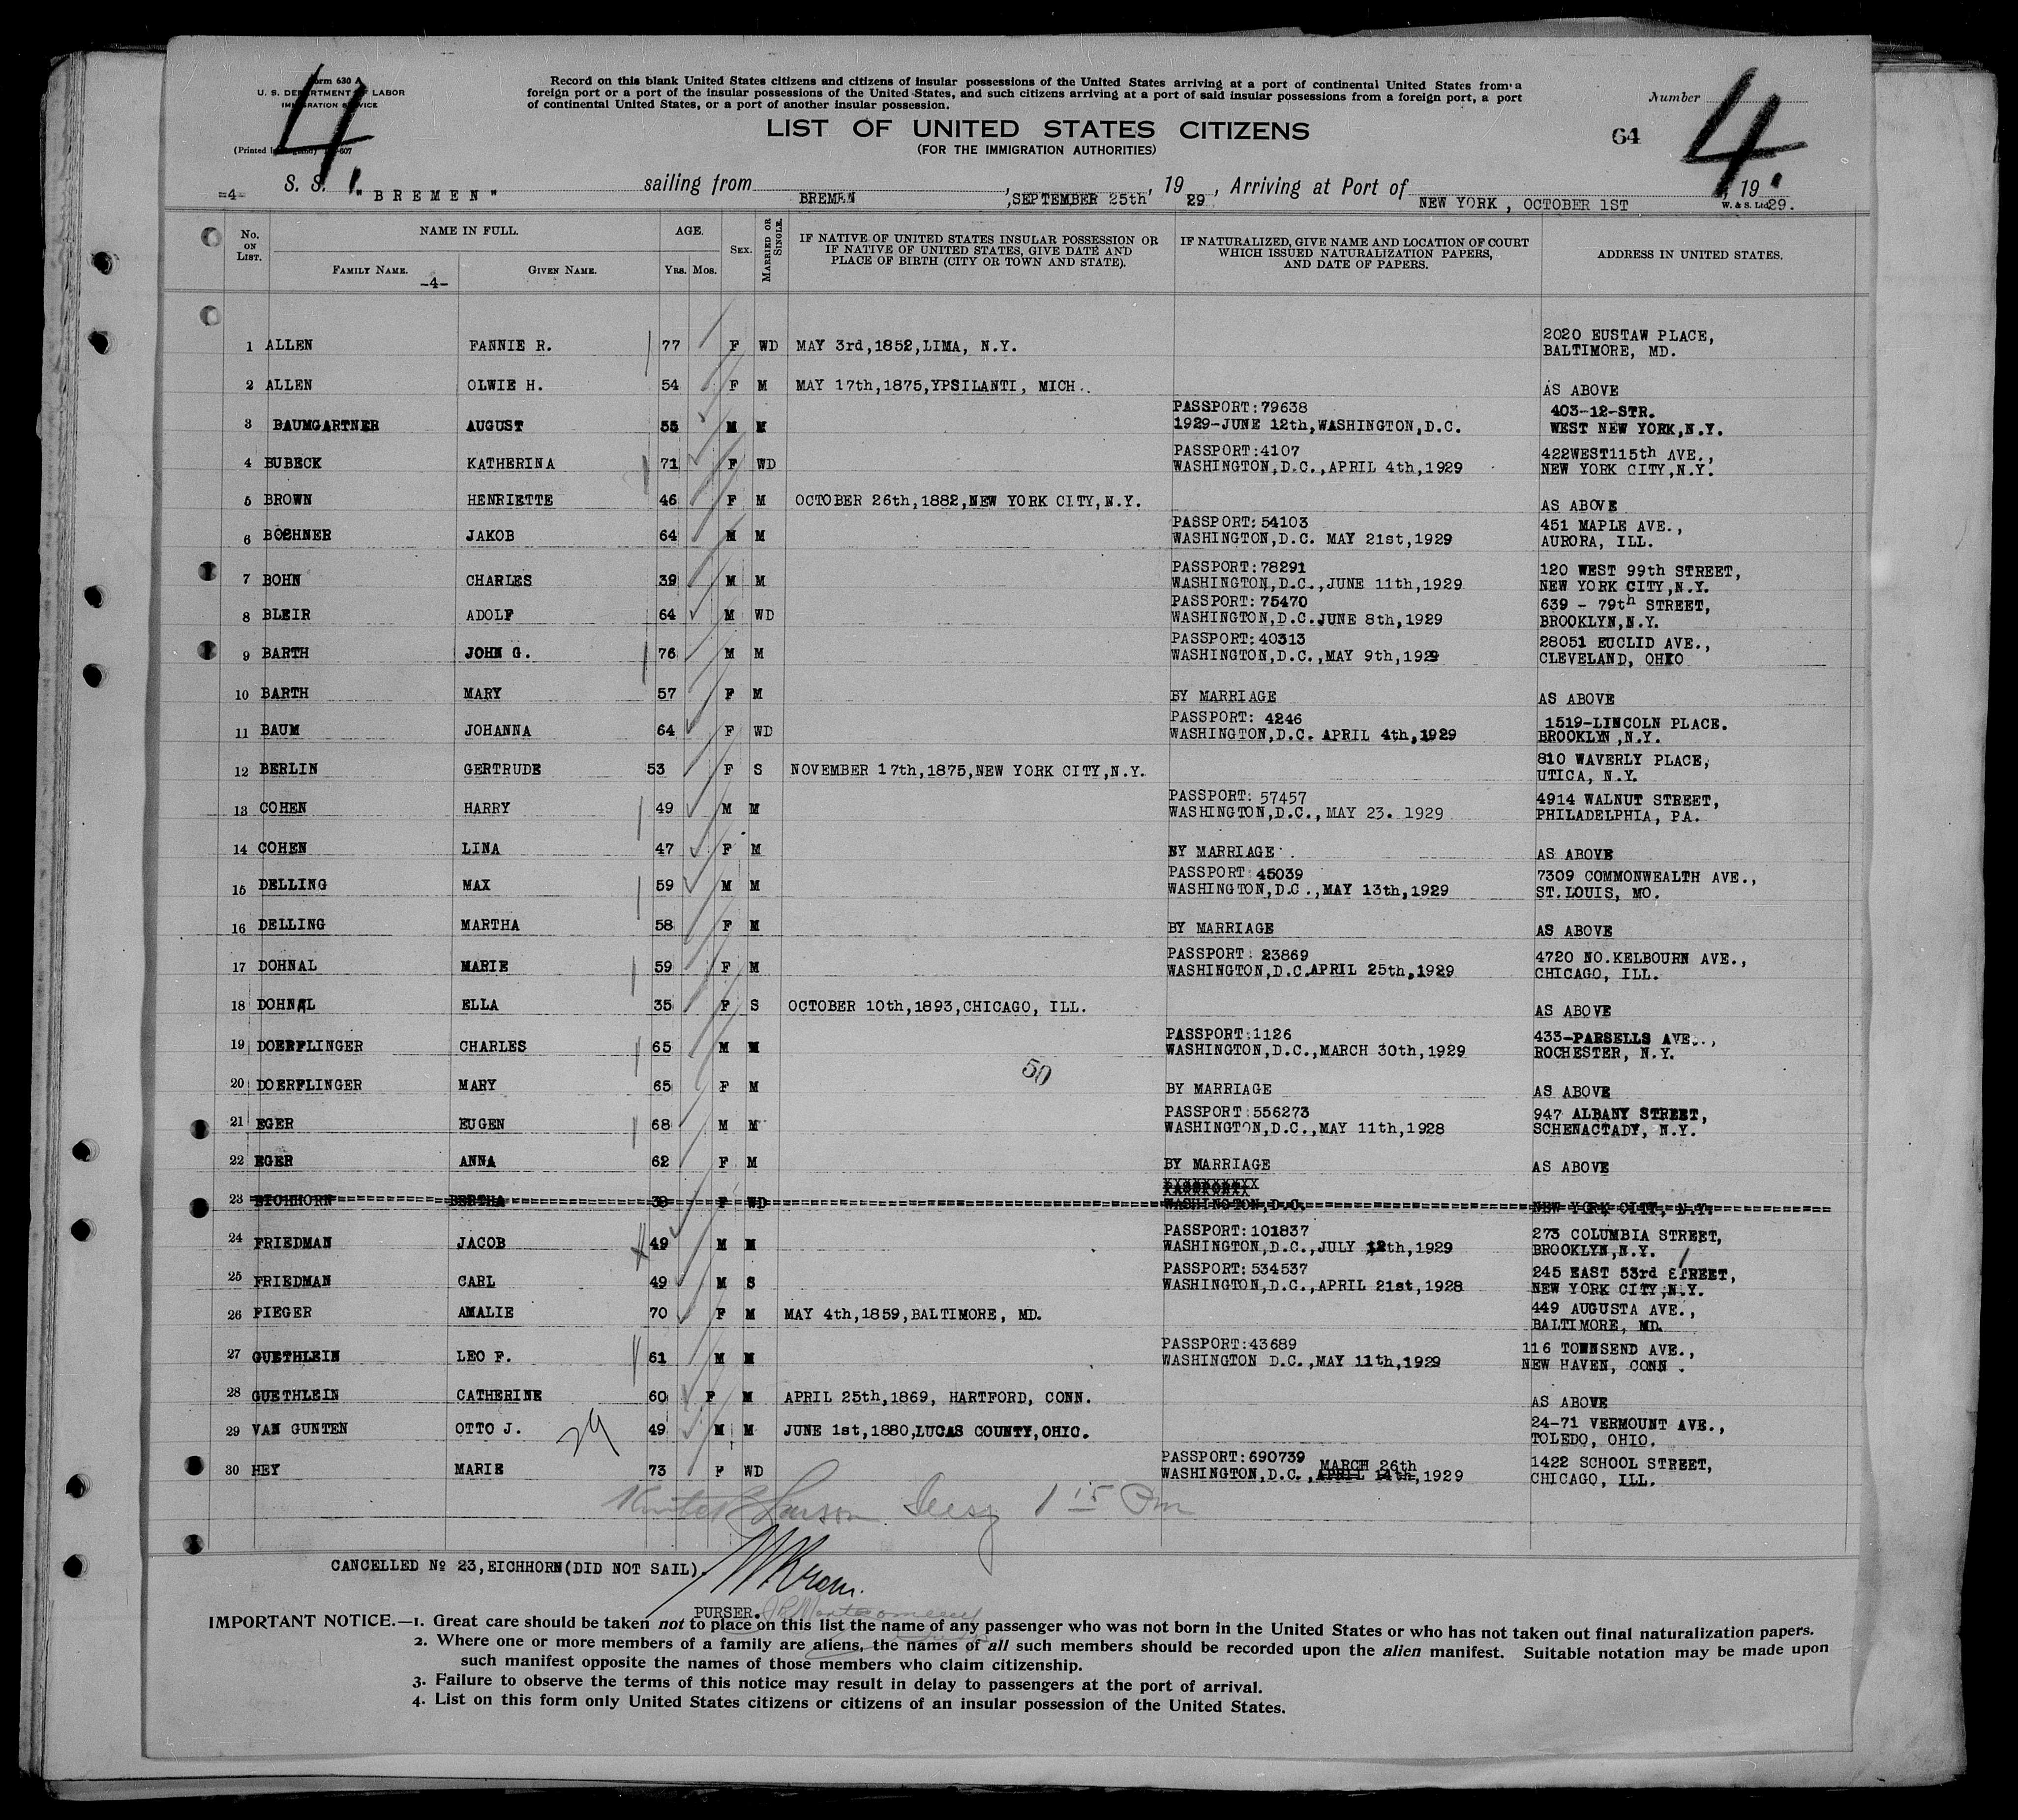 4.
Form 630 A
U. S. DEPARTMENT OF LABOR
IMMIGRATION SERVICE
Record on this blank United States citizens and citizens of insular possessions of the United States arriving at a port of continental United States from a
foreign port or a port of the insular possessions of the United States, and such citizens arriving at a port of said insular possessions from a foreign port, a port
of continental United States, or a port of another insular possession.
Number 4.
LIST OF UNITED STATES CITIZENS
(FOR THE IMMIGRATION AUTHORITIES)
64
-4- S. S. "BREMEN" sailing from BREMEN, SEPTEMBER 25th, 19 29, Arriving at Port of NEW YORK, OCTOBER 1ST 19 29.
W. & S. Ltd.
No. ON LIST. NAME IN FULL. FAMILY NAME. -4- GIVEN NAME. AGE. Yrs. Mos. SEX. MARRIED OR SINGLE. IF NATIVE OF UNITED STATES INSULAR POSSESSION OR IF NATIVE OF UNITED STATES, GIVE DATE AND PLACE OF BIRTH (CITY OR TOWN AND STATE). IF NATURALIZED, GIVE NAME AND LOCATION OF COURT WHICH ISSUED NATURALIZATION PAPERS, AND DATE OF PAPERS. ADDRESS IN UNITED STATES.
1 ALLEN FANNIE R. 77 F WD MAY 3rd,1852,LIMA, N.Y. 2020 EUSTAW PLACE, BALTIMORE, MD.
2 ALLEN OLWIE H. 54 F M MAY 17th,1875,YPSILANTI, MICH. AS ABOVE
3 BAUMGARTNER AUGUST 55 M M PASSPORT:79638 1929-JUNE 12th,WASHINGTON,D.C. 403-12-STR. WEST NEW YORK,N.Y.
4 BUBECK KATHERINA 71 F WD PASSPORT:4107 WASHINGTON,D.C.,APRIL 4th,1929 422WEST115th AVE., NEW YORK CITY,N.Y.
5 BROWN HENRIETTE 46 F M OCTOBER 26th,1882,NEW YORK CITY,N.Y. AS ABOVE
6 BOEHNER JAKOB 64 M M PASSPORT:54103 WASHINGTON,D.C. MAY 21st,1929 451 MAPLE AVE., AURORA, ILL.
7 BOHN CHARLES 39 M M PASSPORT:78291 WASHINGTON,D.C.,JUNE 11th,1929 120 WEST 99th STREET, NEW YORK CITY,N.Y.
8 BLEIR ADOLF 64 M WD PASSPORT:75470 WASHINGTON,D.C.JUNE 8th,1929 639 - 79th STREET, BROOKLYN,N.Y.
9 BARTH JOHN G. 76 M M PASSPORT:40313 WASHINGTON,D.C.,MAY 9th,1929 28051 EUCLID AVE., CLEVELAND, OHIO
10 BARTH MARY 57 F M BY MARRIAGE AS ABOVE
11 BAUM JOHANNA 64 F WD PASSPORT: 4246 WASHINGTON,D.C. APRIL 4th,1929 1519-LINCOLN PLACE. BROOKLYN,N.Y.
12 BERLIN GERTRUDE 53 F S NOVEMBER 17th,1875,NEW YORK CITY,N.Y. 810 WAVERLY PLACE, UTICA, N.Y.
13 COHEN HARRY 49 M M PASSPORT: 57457 WASHINGTON,D.C.,MAY 23. 1929 4914 WALNUT STREET, PHILADELPHIA, PA.
14 COHEN LINA 47 F M BY MARRIAGE AS ABOVE
15 DELLING MAX 59 M M PASSPORT:45039 WASHINGTON,D.C.,MAY 13th,1929 7309 COMMONWEALTH AVE., ST.LOUIS, MO.
16 DELLING MARTHA 58 F M BY MARRIAGE AS ABOVE
17 DOHNAL MARIE 59 F M PASSPORT: 23869 WASHINGTON,D.C.APRIL 25th,1929 4720 NO.KELBOURN AVE., CHICAGO, ILL.
18 DOHNAL ELLA 35 F S OCTOBER 10th,1893,CHICAGO, ILL. AS ABOVE
19 DOERFLINGER CHARLES 65 M M PASSPORT:1126 WASHINGTON,D.C.,MARCH 30th,1929 433-PARSELLS AVE., ROCHESTER, N.Y.
50
20 DOERFLINGER MARY 65 F M BY MARRIAGE AS ABOVE
21 EGER EUGEN 68 M M PASSPORT:556273 WASHINGTON,D.C.,MAY 11th,1928 947 ALBANY STREET, SCHENACTADY, N.Y.
22 EGER ANNA 62 F M BY MARRIAGE AS ABOVE
23 EICHHORN BERTHA 39 F WD PASSPORT: WASHINGTON,D.C. NEW YORK CITY, N.Y.
24 FRIEDMAN JACOB 49 M M PASSPORT:101837 WASHINGTON,D.C.,JULY 12th,1929 273 COLUMBIA STREET, BROOKLYN,N.Y.
25 FRIEDMAN CARL 49 M S PASSPORT:534537 WASHINGTON,D.C.,APRIL 21st,1928 245 EAST 53rd STREET, NEW YORK CITY,N.Y.
26 FIEGER AMALIE 70 F M MAY 4th,1859,BALTIMORE, MD. 449 AUGUSTA AVE., BALTIMORE, MD.
27 GUETHLEIN LEO F. 61 M M PASSPORT:43689 WASHINGTON D.C.,MAY 11th,1929 116 TOWNSEND AVE., NEW HAVEN, CONN.
28 GUETHLEIN CATHERINE 60 F M APRIL 25th,1869, HARTFORD, CONN. AS ABOVE
29 VAN GUNTEN OTTO J. 49 M M JUNE 1st,1880,LUCAS COUNTY,OHIO. 24-71 VERMOUNT AVE., TOLEDO, OHIO.
29
30 HEY MARIE 73 F WD PASSPORT:690739 WASHINGTON,D.C., APRIL 14th MARCH 26th,1929 1422 SCHOOL STREET, CHICAGO, ILL.
1 15 Pm
CANCELLED Nº 23,EICHHORN(DID NOT SAIL).
PURSER.
IMPORTANT NOTICE.—1. Great care should be taken not to place on this list the name of any passenger who was not born in the United States or who has not taken out final naturalization papers.
2. Where one or more members of a family are aliens, the names of all such members should be recorded upon the alien manifest. Suitable notation may be made upon
such manifest opposite the names of those members who claim citizenship.
3. Failure to observe the terms of this notice may result in delay to passengers at the port of arrival.
4. List on this form only United States citizens or citizens of an insular possession of the United States.